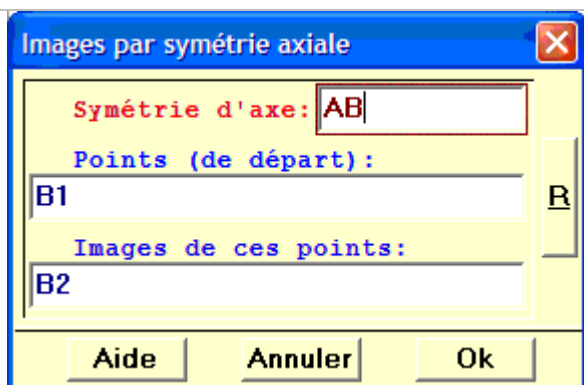 Images par symétrie axiale
Symétrie d'axe: AB
Points (de départ):
B1
R
Images de ces points:
B2
Aide Annuler Ok